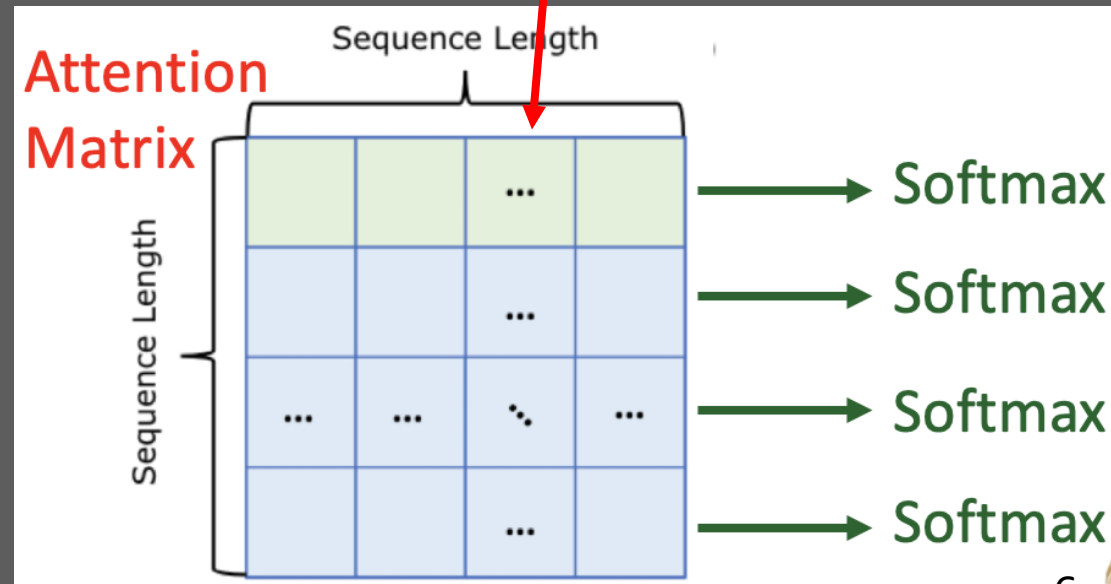 Sequence Length
Attention
Matrix
Sequence Length
... Softmax
... Softmax
... ... ⋱ ... Softmax
... Softmax